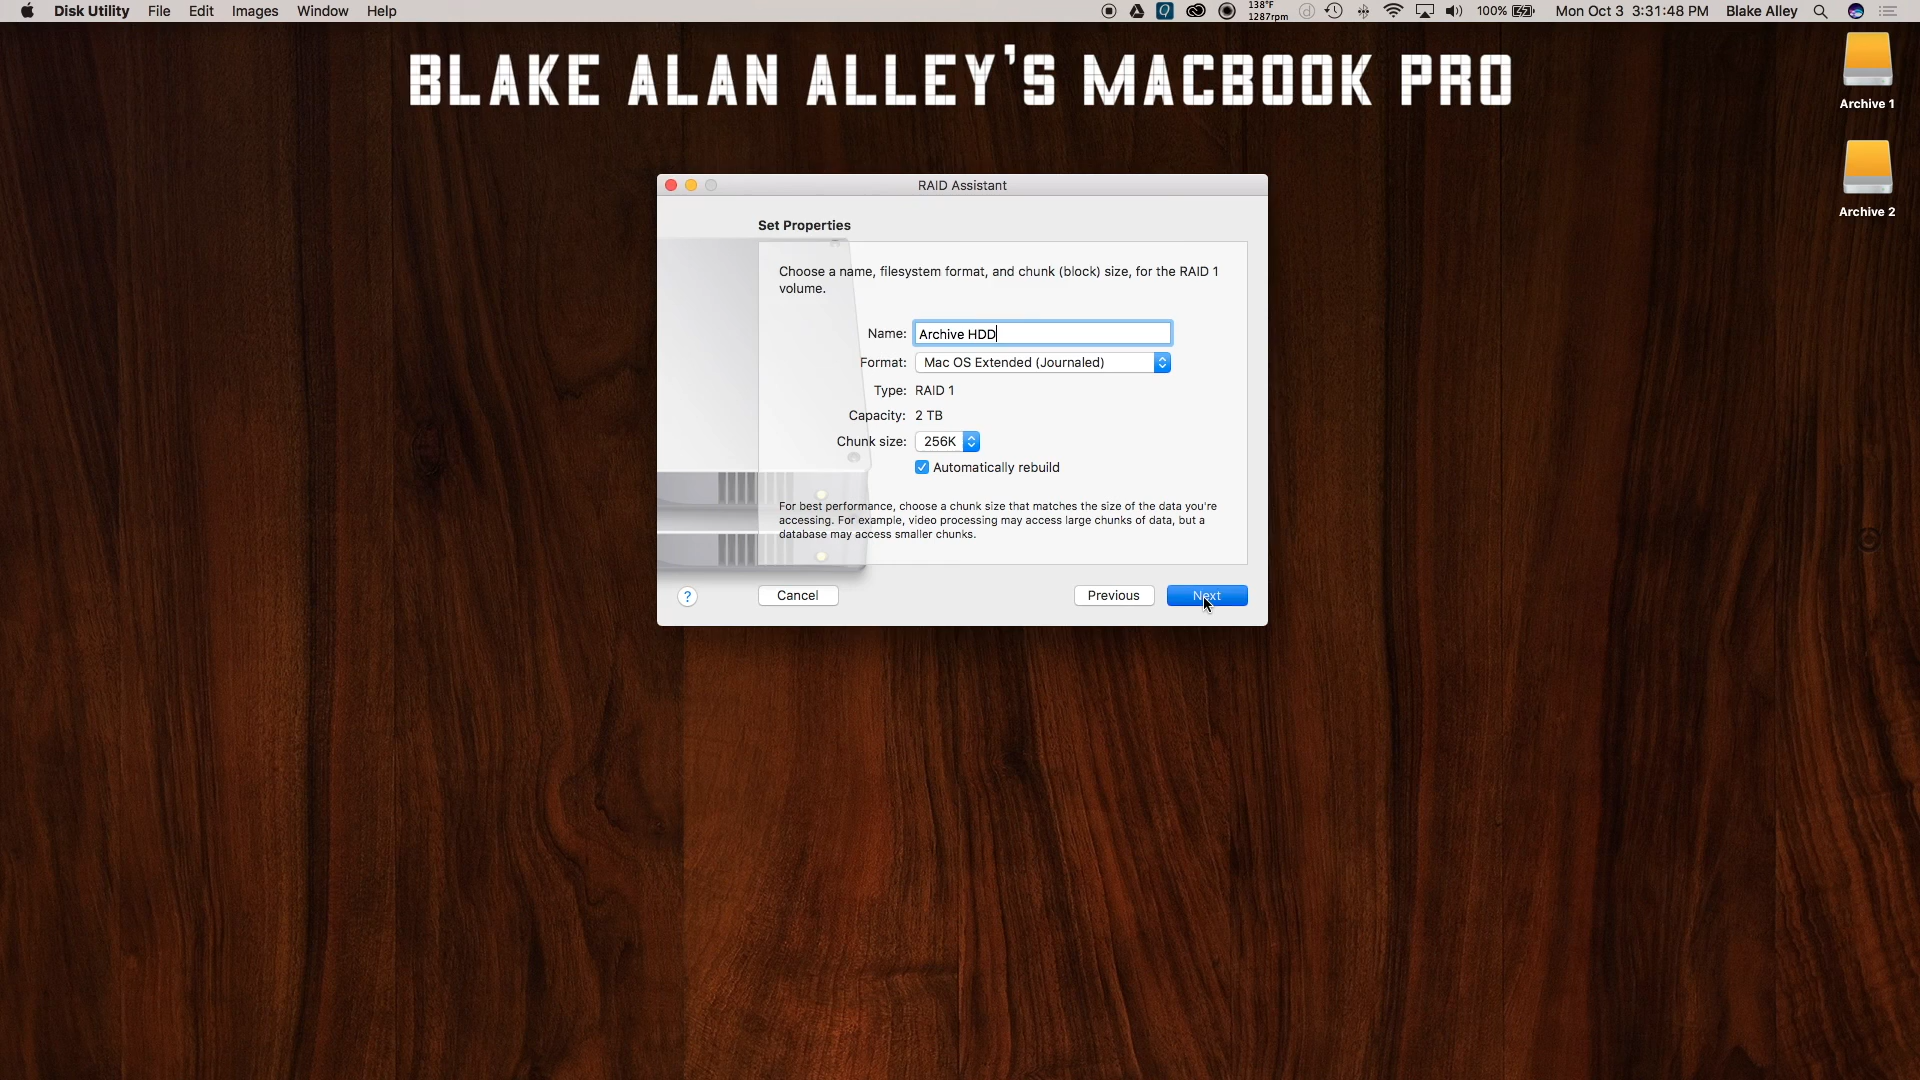 Disk Utility File Edit Images Window Help 138°F 1287rpm 100% Mon Oct 3 3:31:48 PM Blake Alley
BLAKE ALAN ALLEY'S MACBOOK PRO
Archive 1
Archive 2
RAID Assistant
Set Properties
Choose a name, filesystem format, and chunk (block) size, for the RAID 1
volume.
Name: Archive HDD
Format: Mac OS Extended (Journaled)
Type: RAID 1
Capacity: 2 TB
Chunk size: 256K
Automatically rebuild
For best performance, choose a chunk size that matches the size of the data you're
accessing. For example, video processing may access large chunks of data, but a
database may access smaller chunks.
? Cancel Previous Next